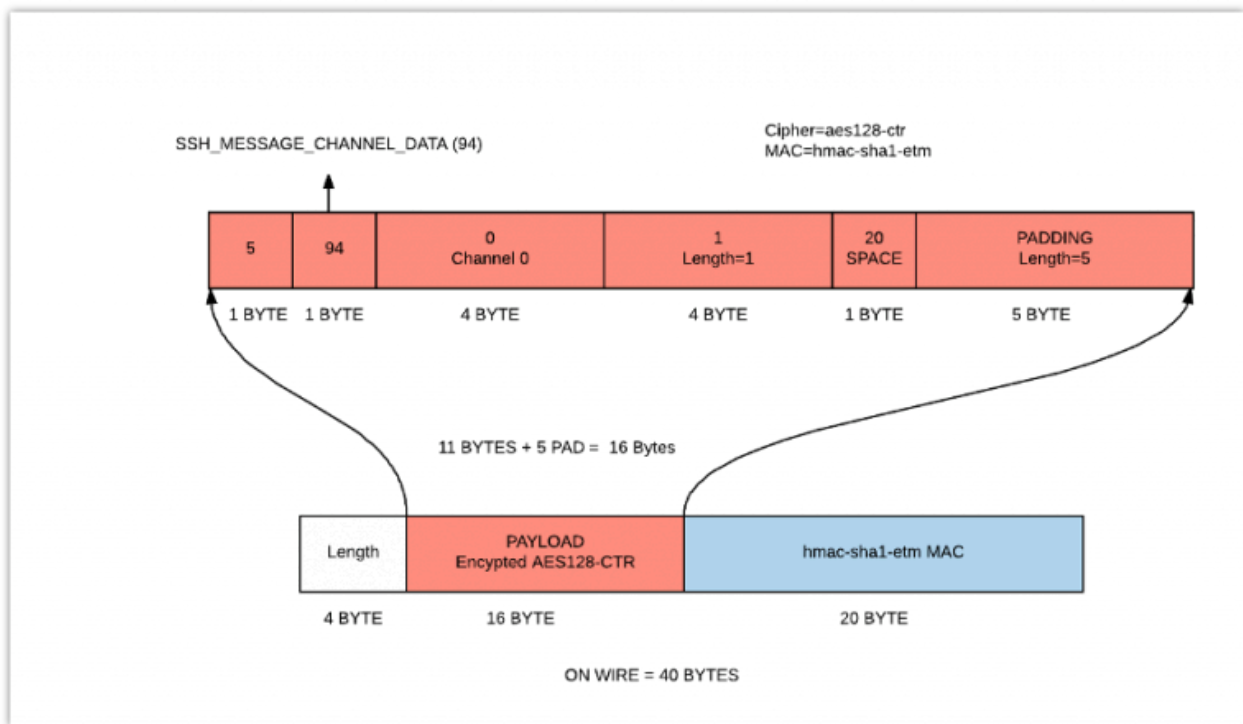 Cipher=aes128-ctr
MAC=hmac-sha1-etm
SSH_MESSAGE_CHANNEL_DATA (94)
5
94
0
Channel 0
1
Length=1
20
SPACE
PADDING
Length=5
1 BYTE
1 BYTE
4 BYTE
4 BYTE
1 BYTE
5 BYTE
11 BYTES + 5 PAD = 16 Bytes
Length
PAYLOAD
Encypted AES128-CTR
hmac-sha1-etm MAC
4 BYTE
16 BYTE
20 BYTE
ON WIRE = 40 BYTES